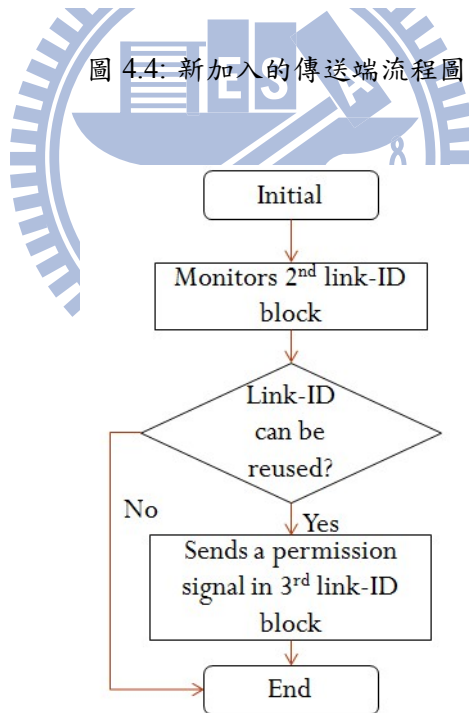 圖 4.4: 新加入的傳送端流程圖
E S A
Initial
Monitors 2nd link-ID
block
Link-ID
can be
reused?
No
Yes
Sends a permission
signal in 3rd link-ID
block
End